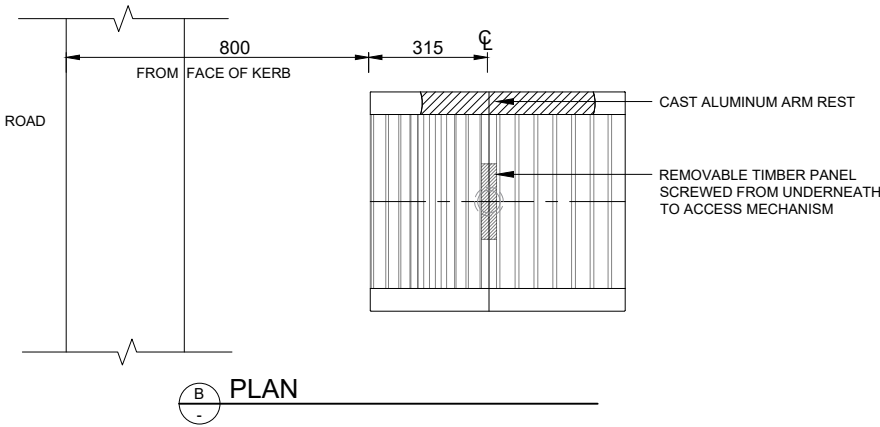 800
315
℄
FROM FACE OF KERB
ROAD
CAST ALUMINUM ARM REST
REMOVABLE TIMBER PANEL
SCREWED FROM UNDERNEATH
TO ACCESS MECHANISM
B
PLAN
-